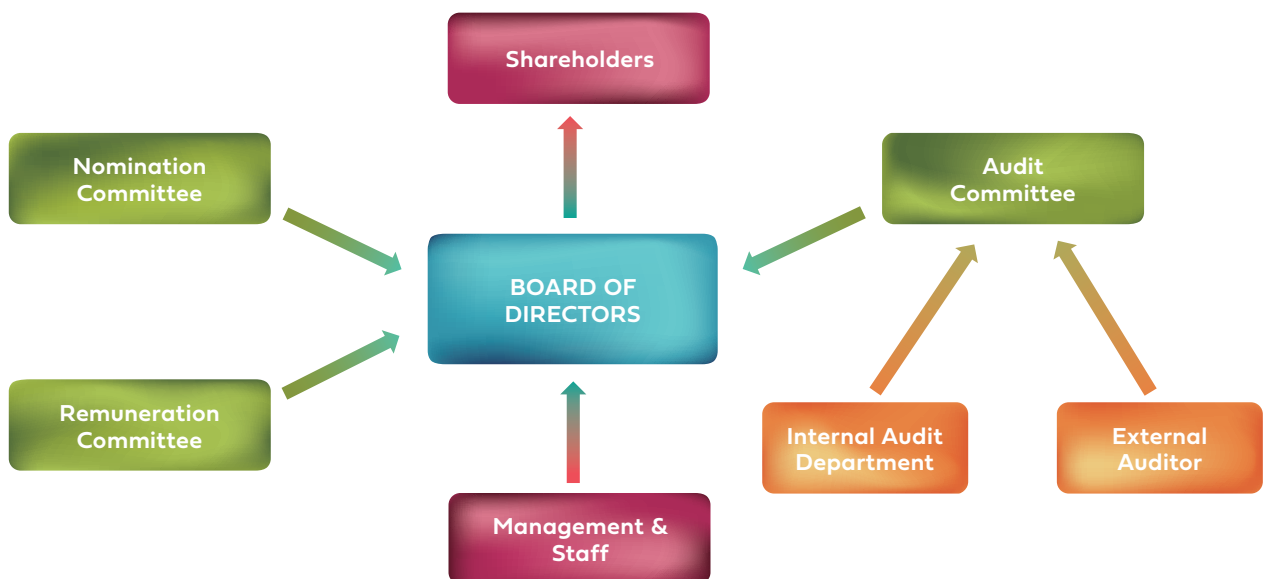 Shareholders
Nomination
Committee
Audit
Committee
BOARD OF
DIRECTORS
Remuneration
Committee
Internal Audit
Department
External
Auditor
Management &
Staff